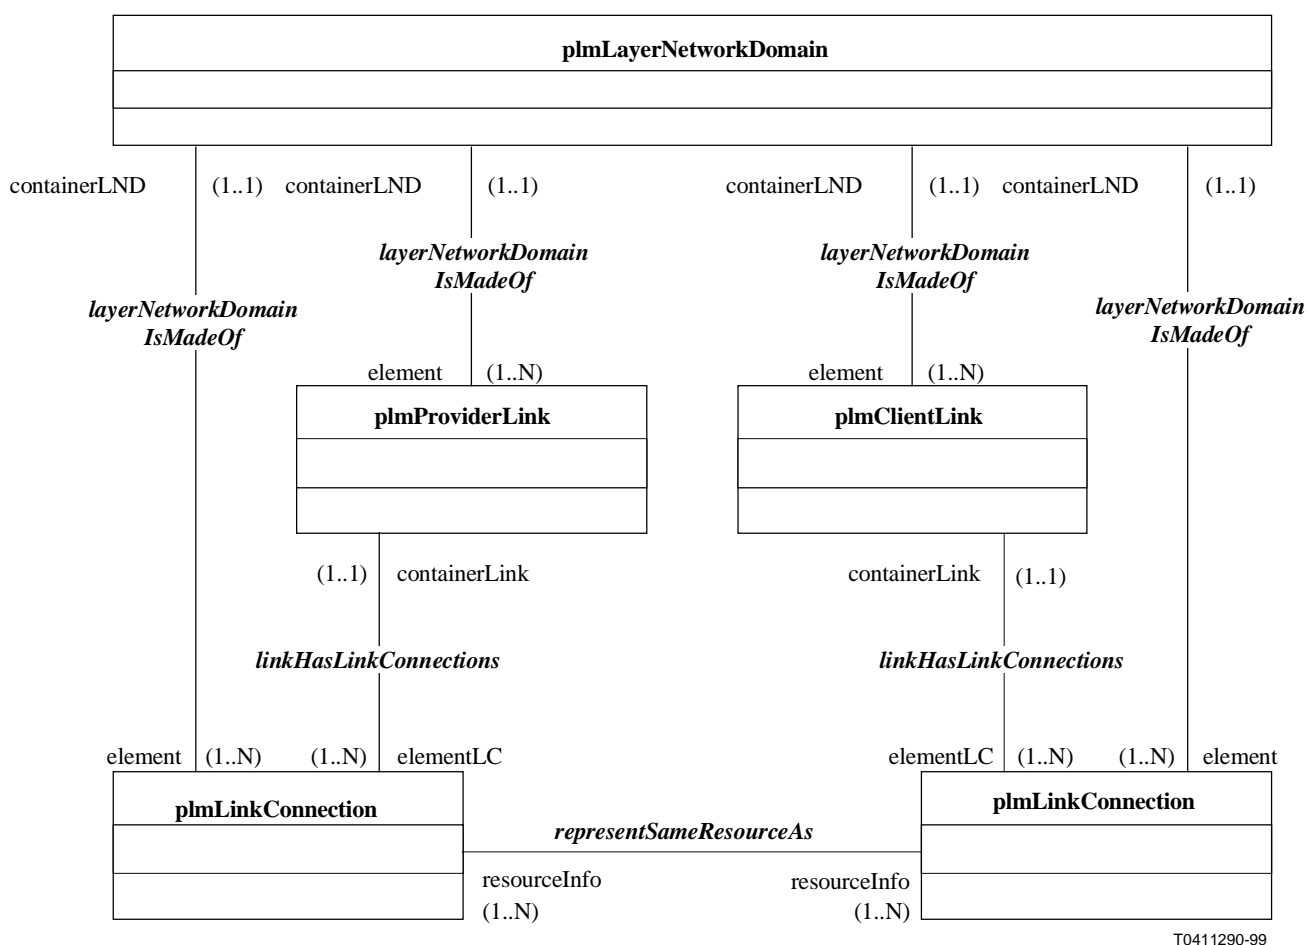 plmLayerNetworkDomain
containerLND (1..1) containerLND (1..1) containerLND (1..1) containerLND (1..1)
layerNetworkDomain
IsMadeOf
layerNetworkDomain
IsMadeOf
layerNetworkDomain
IsMadeOf
layerNetworkDomain
IsMadeOf
element (1..N) element (1..N)
plmProviderLink plmClientLink
(1..1) containerLink containerLink (1..1)
linkHasLinkConnections linkHasLinkConnections
element (1..N) (1..N) elementLC elementLC (1..N) (1..N) element
plmLinkConnection plmLinkConnection
representSameResourceAs
resourceInfo resourceInfo
(1..N) (1..N)
T0411290-99